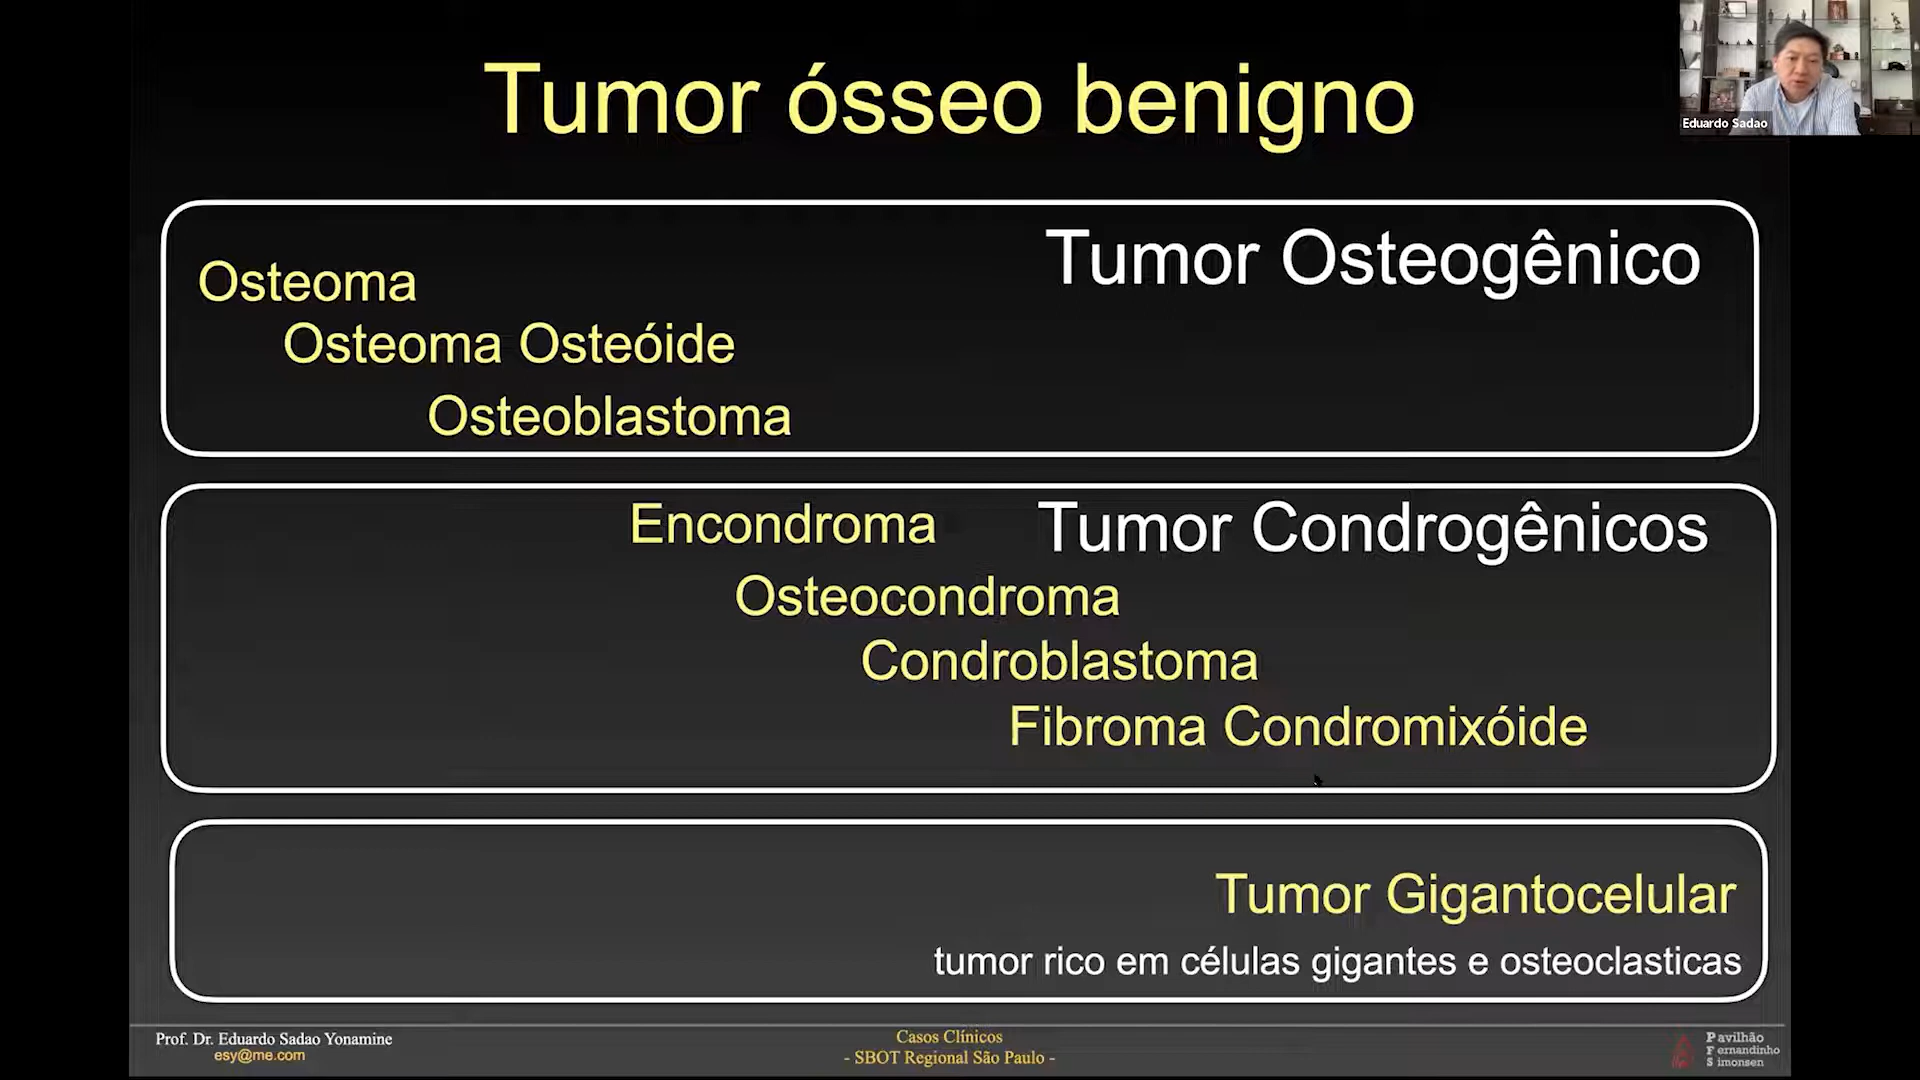 Tumor ósseo benigno
Eduardo Sadao
Tumor Osteogênico
Osteoma
Osteoma Osteóide
Osteoblastoma
Encondroma
Tumor Condrogênicos
Osteocondroma
Condroblastoma
Fibroma Condromixóide
Tumor Gigantocelular
tumor rico em células gigantes e osteoclasticas
Prof. Dr. Eduardo Sadao Yonamine
esy@me.com
Casos Clínicos
- SBOT Regional São Paulo -
Pavilhão
Fernandinho
Simonsen